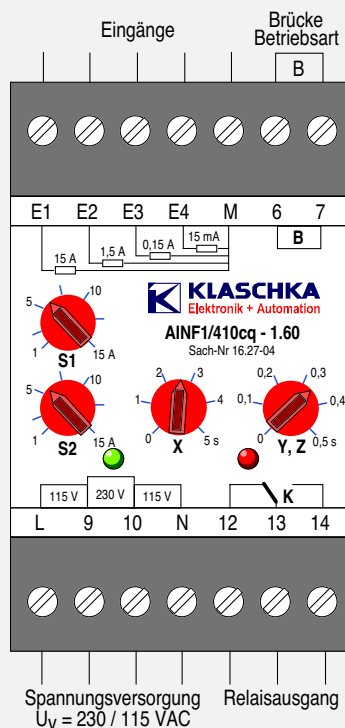 Eingänge
Brücke
Betriebsart
B
E1 E2 E3 E4 M 6 7
15 A 1,5 A 0,15 A 15 mA B
KLASCHKA
Elektronik + Automation
AINF1/410cq - 1.60
Sach-Nr 16.27-04
1 5 10 15 A
S1
1 5 10 15 A
S2
0 1 2 3 4 5 s
X
0 0,1 0,2 0,3 0,4 0,5 s
Y, Z
115 V 230 V 115 V K
L 9 10 N 12 13 14
Spannungsversorgung
Uv = 230 / 115 VAC
Relaisausgang